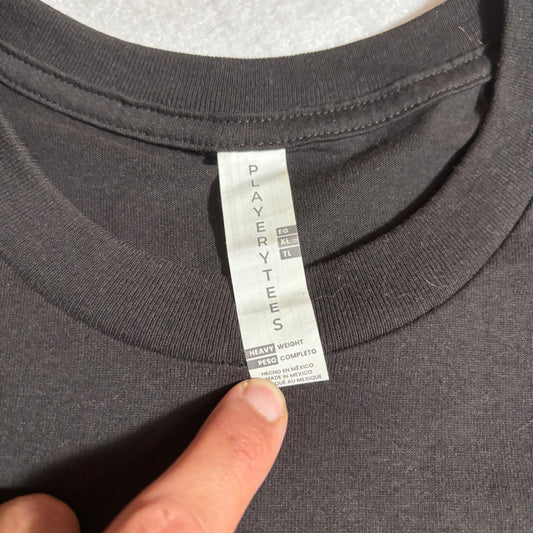 PLAYERYTEES
EG
XL
TL
HEAVY WEIGHT
PESO COMPLETO
HECHO EN MÉXICO
MADE IN MEXICO
AU MEXIQUE